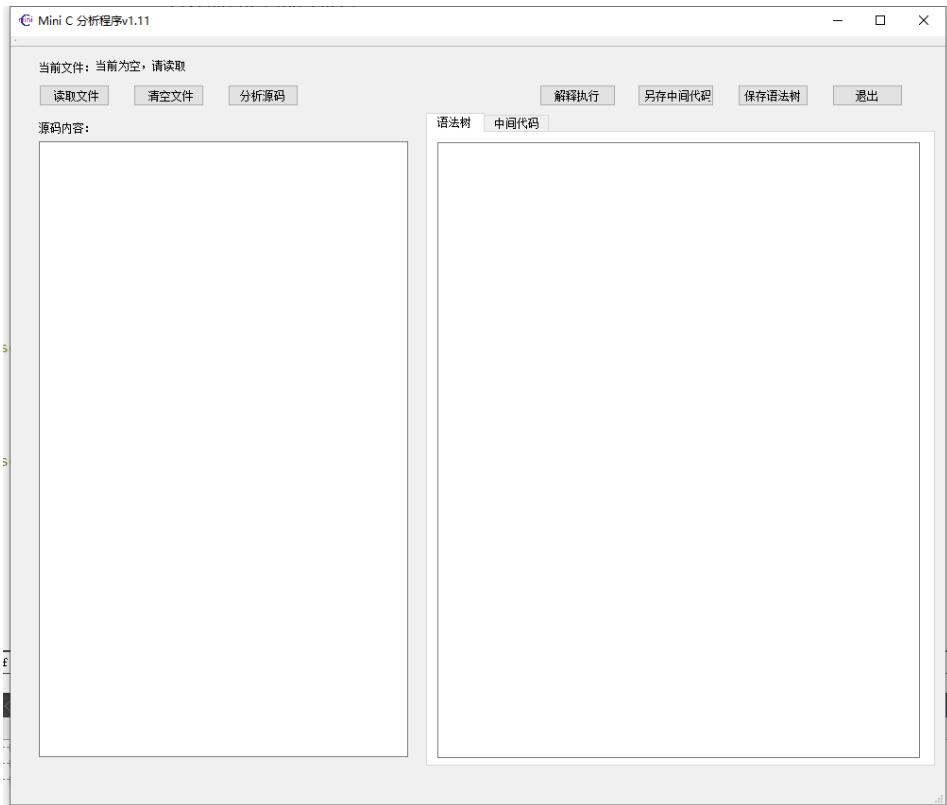 Mini C 分析程序v1.11
当前文件: 当前为空，请读取
读取文件 清空文件 分析源码 解释执行 另存中间代码 保存语法树 退出
源码内容:
语法树 中间代码